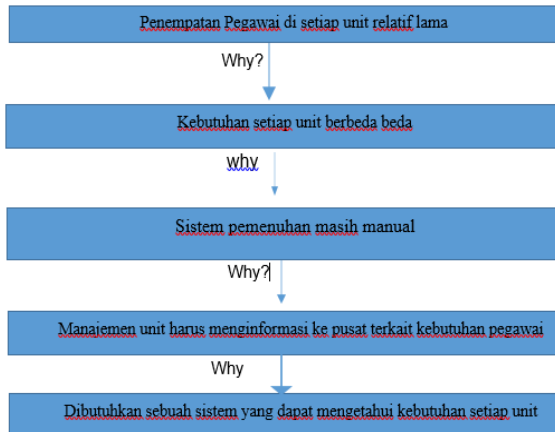 Penempatan Pegawai di setiap unit relatif lama
Why?
Kebutuhan setiap unit berbeda beda
why
Sistem pemenuhan masih manual
Why?
Manajemen unit harus menginformasi ke pusat terkait kebutuhan pegawai
Why
Dibutuhkan sebuah sistem yang dapat mengetahui kebutuhan setiap unit